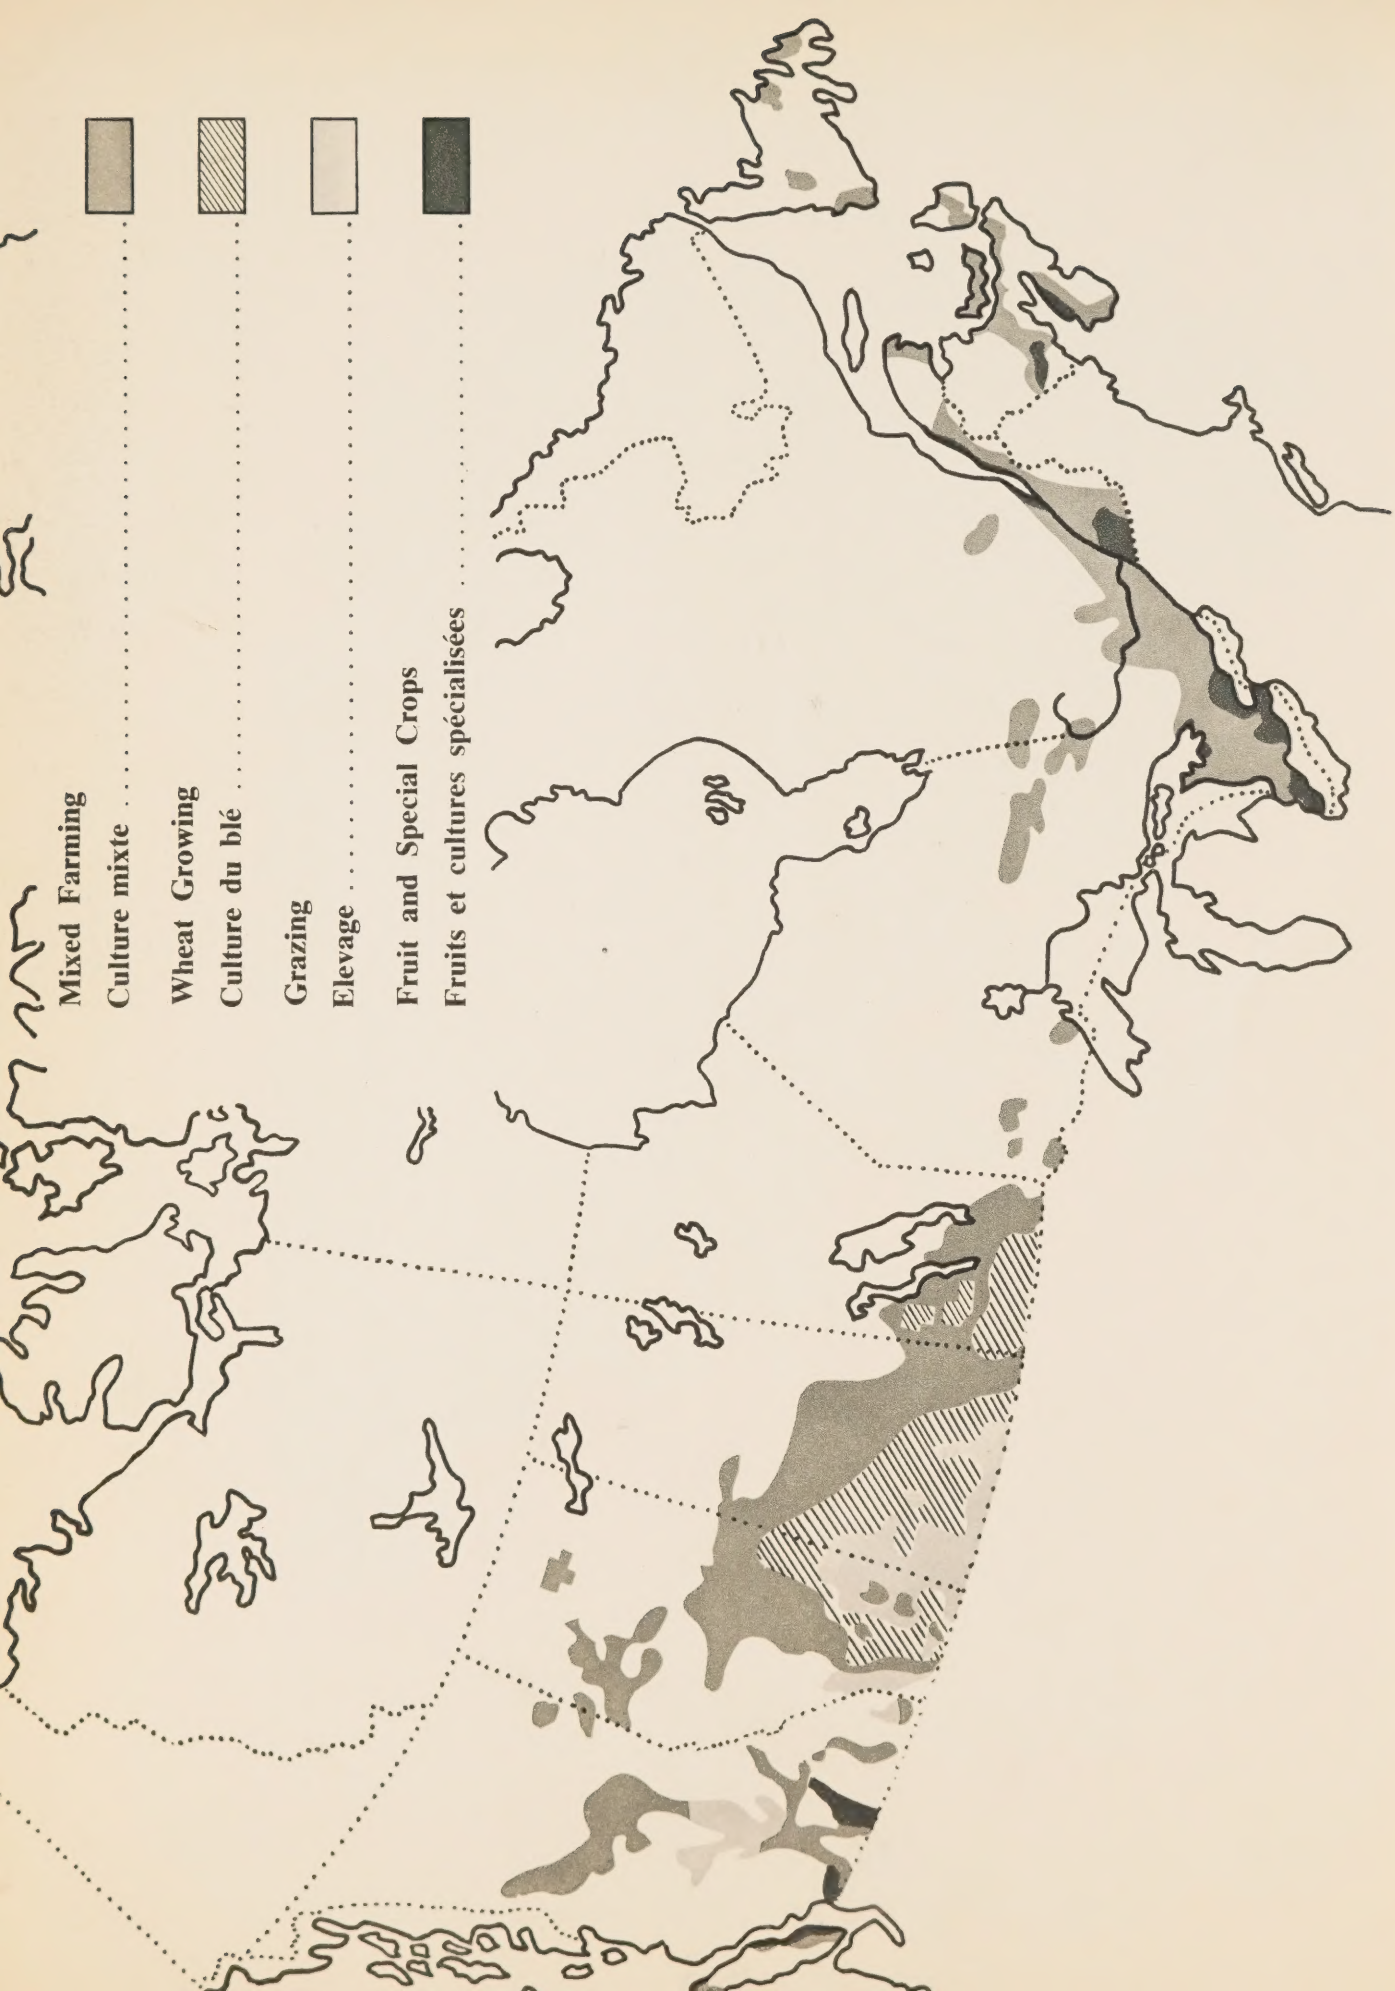 Mixed Farming
Culture mixte
Wheat Growing
Culture du blé
Grazing
Elevage
Fruit and Special Crops
Fruits et cultures spécialisées